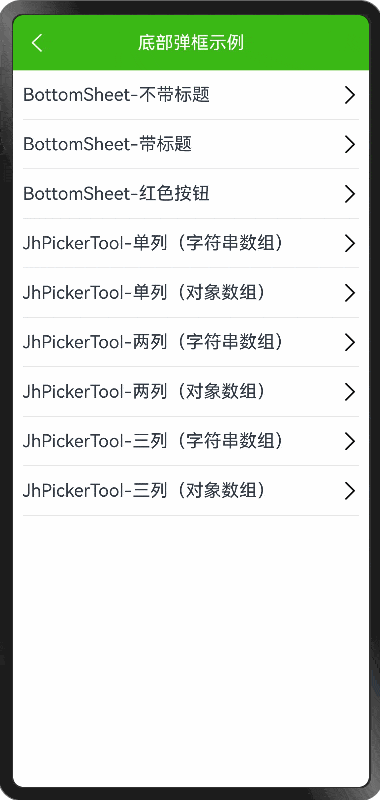 底部弹框示例
BottomSheet-不带标题
BottomSheet-带标题
BottomSheet-红色按钮
JhPickerTool-单列（字符串数组）
JhPickerTool-单列（对象数组）
JhPickerTool-两列（字符串数组）
JhPickerTool-两列（对象数组）
JhPickerTool-三列（字符串数组）
JhPickerTool-三列（对象数组）